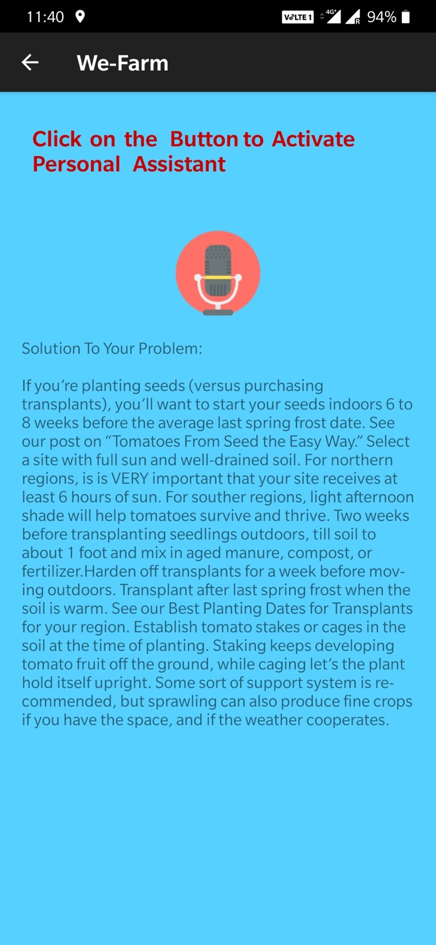 11:40 VoLTE 1 4G+ R 94%
We-Farm
Click on the Button to Activate
Personal Assistant
Solution To Your Problem:
If you’re planting seeds (versus purchasing
transplants), you’ll want to start your seeds indoors 6 to
8 weeks before the average last spring frost date. See
our post on “Tomatoes From Seed the Easy Way.” Select
a site with full sun and well-drained soil. For northern
regions, is is VERY important that your site receives at
least 6 hours of sun. For souther regions, light afternoon
shade will help tomatoes survive and thrive. Two weeks
before transplanting seedlings outdoors, till soil to
about 1 foot and mix in aged manure, compost, or
fertilizer.Harden off transplants for a week before mov-
ing outdoors. Transplant after last spring frost when the
soil is warm. See our Best Planting Dates for Transplants
for your region. Establish tomato stakes or cages in the
soil at the time of planting. Staking keeps developing
tomato fruit off the ground, while caging let’s the plant
hold itself upright. Some sort of support system is re-
commended, but sprawling can also produce fine crops
if you have the space, and if the weather cooperates.